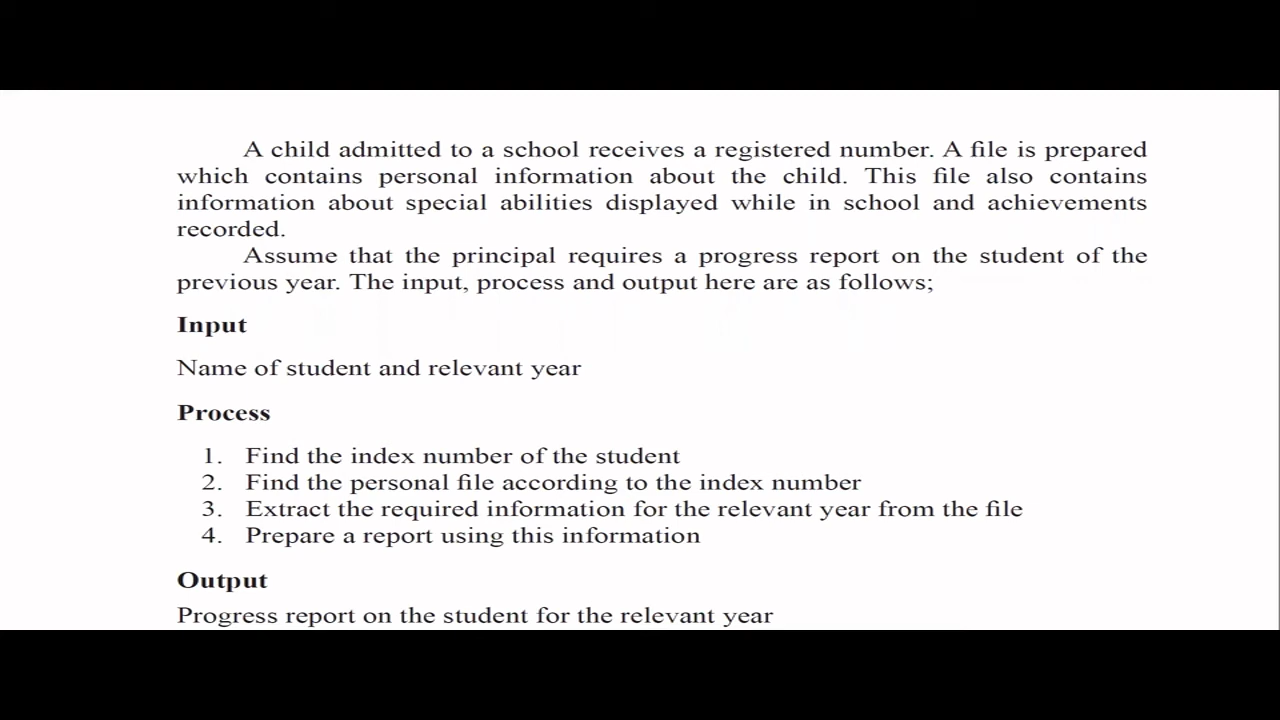 A child admitted to a school receives a registered number. A file is prepared
which contains personal information about the child. This file also contains
information about special abilities displayed while in school and achievements
recorded.
Assume that the principal requires a progress report on the student of the
previous year. The input, process and output here are as follows;
Input
Name of student and relevant year
Process
1. Find the index number of the student
2. Find the personal file according to the index number
3. Extract the required information for the relevant year from the file
4. Prepare a report using this information
Output
Progress report on the student for the relevant year